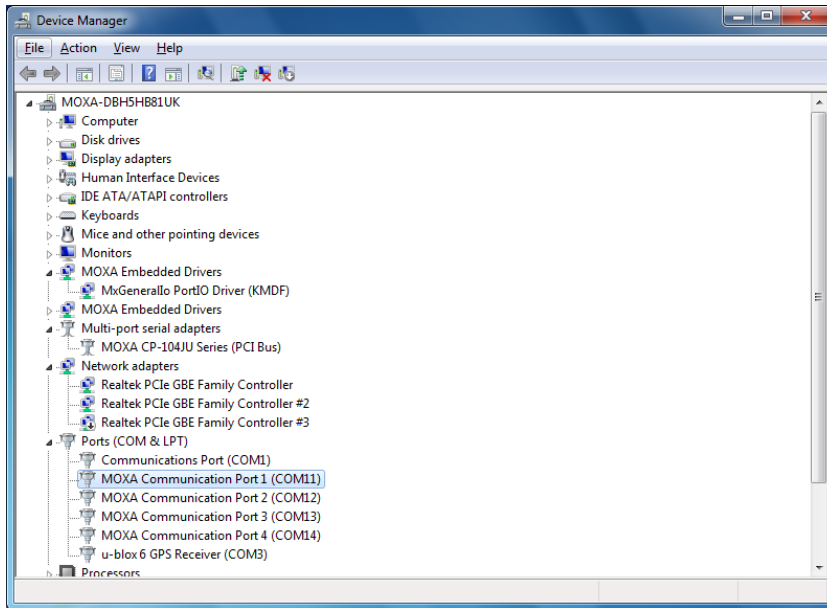 Device Manager
File Action View Help
MOXA-DBH5HB81UK
Computer
Disk drives
Display adapters
Human Interface Devices
IDE ATA/ATAPI controllers
Keyboards
Mice and other pointing devices
Monitors
MOXA Embedded Drivers
MxGeneralIo PortIO Driver (KMDF)
MOXA Embedded Drivers
Multi-port serial adapters
MOXA CP-104JU Series (PCI Bus)
Network adapters
Realtek PCIe GBE Family Controller
Realtek PCIe GBE Family Controller #2
Realtek PCIe GBE Family Controller #3
Ports (COM & LPT)
Communications Port (COM1)
MOXA Communication Port 1 (COM11)
MOXA Communication Port 2 (COM12)
MOXA Communication Port 3 (COM13)
MOXA Communication Port 4 (COM14)
u-blox 6 GPS Receiver (COM3)
Processors